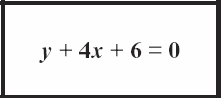 y + 4x + 6 = 0